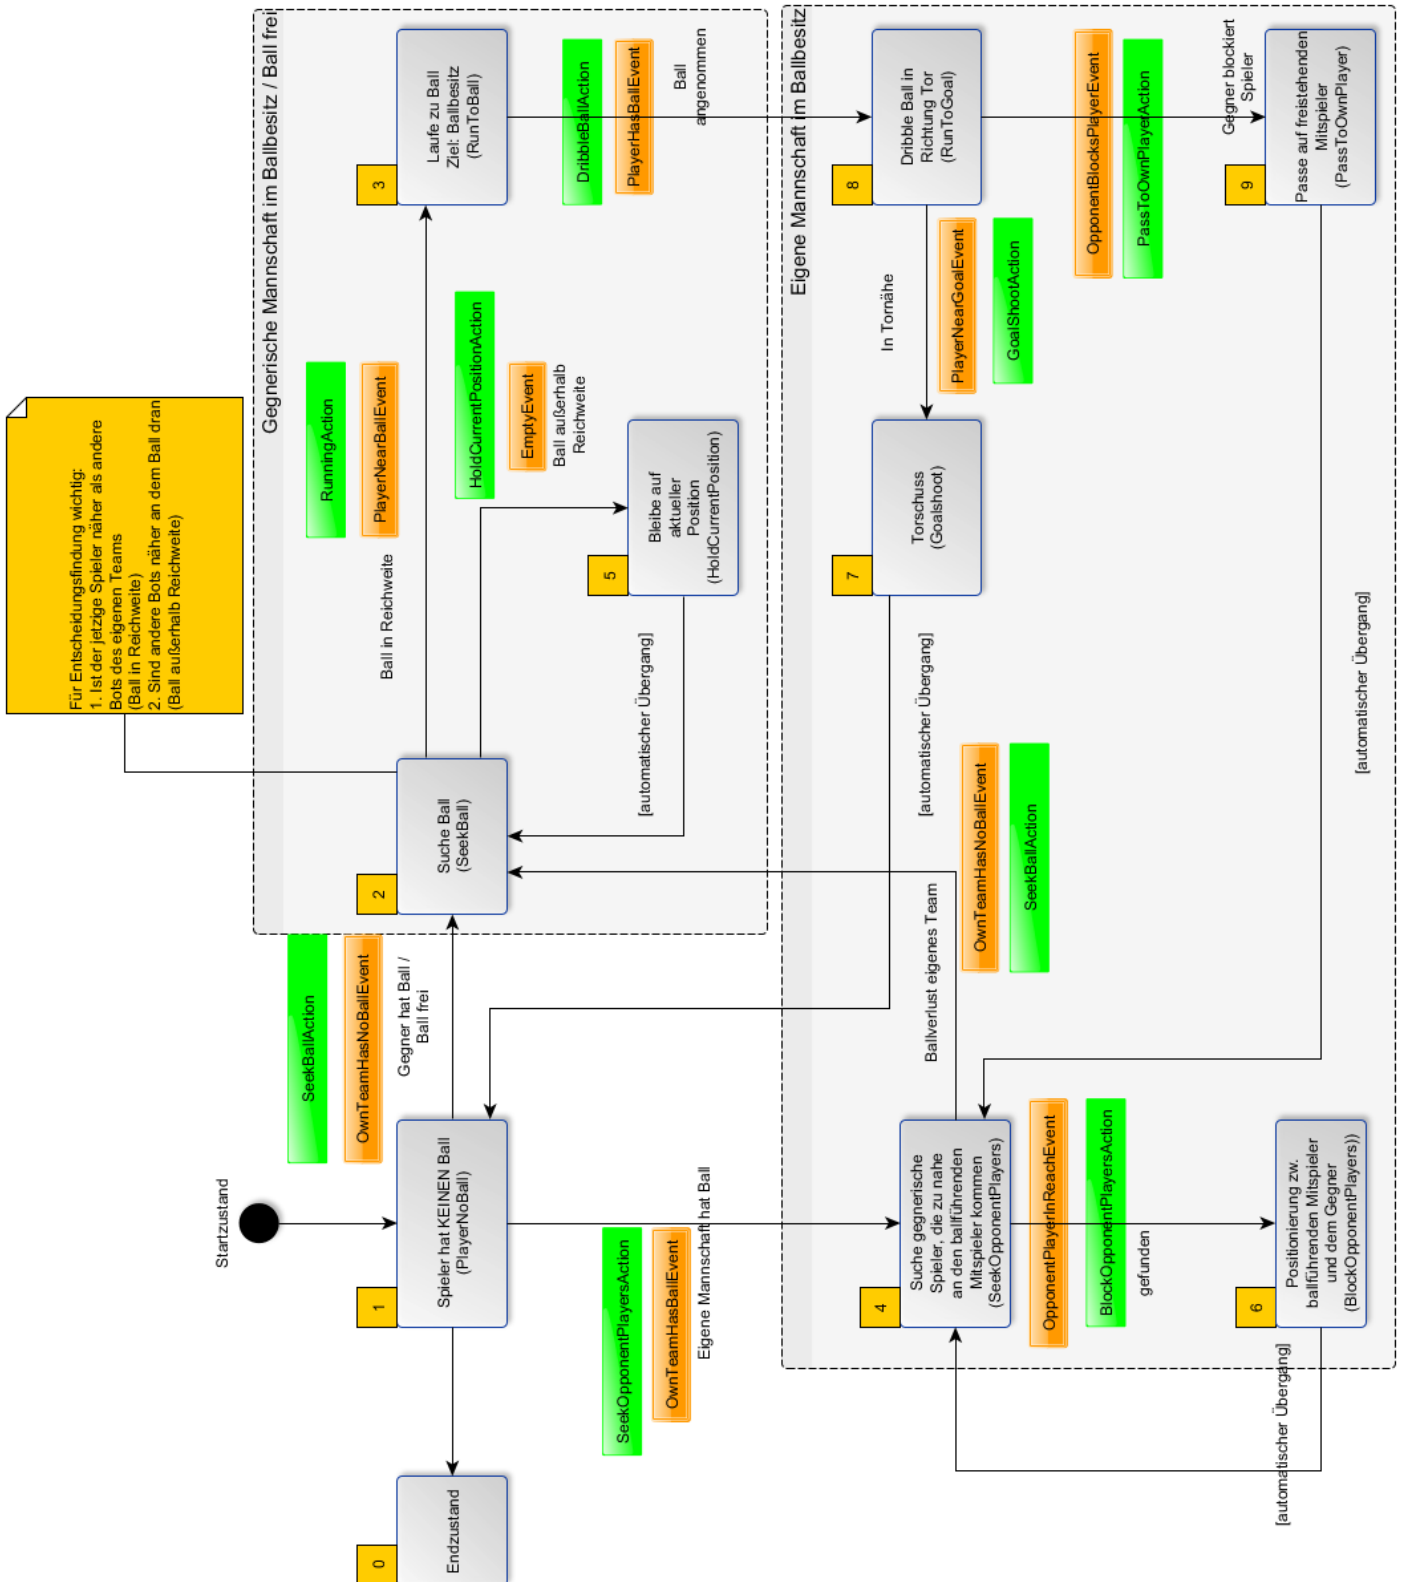 Für Entscheidungsfindung wichtig:
1. Ist der jetzige Spieler näher als andere
Bots des eigenen Teams
(Ball in Reichweite)
2. Sind andere Bots näher an dem Ball dran
(Ball außerhalb Reichweite)
Startzustand
0
Endzustand
1
Spieler hat KEINEN Ball
(PlayerNoBall)
SeekBallAction
OwnTeamHasNoBallEvent
Gegner hat Ball /
Ball frei
Gegnerische Mannschaft im Ballbesitz / Ball frei
2
Suche Ball
(SeekBall)
Ball in Reichweite
RunningAction
PlayerNearBallEvent
3
Laufe zu Ball
Ziel: Ballbesitz
(RunToBall)
HoldCurrentPositionAction
EmptyEvent
Ball außerhalb
Reichweite
5
Bleibe auf
aktueller
Position
(HoldCurrentPosition)
[automatischer Übergang]
DribbleBallAction
PlayerHasBallEvent
Ball
angenommen
SeekOpponentPlayersAction
OwnTeamHasBallEvent
Eigene Mannschaft hat Ball
Eigene Mannschaft im Ballbesitz
4
Suche gegnerische
Spieler, die zu nahe
an den ballführenden
Mitspieler kommen
(SeekOpponentPlayers)
Ballverlust eigenes Team
OwnTeamHasNoBallEvent
SeekBallAction
7
Torschuss
(Goalshoot)
[automatischer Übergang]
In Tornähe
PlayerNearGoalEvent
GoalShootAction
8
Dribble Ball in
Richtung Tor
(RunToGoal)
OpponentPlayerInReachEvent
BlockOpponentPlayersAction
gefunden
OpponentBlocksPlayerEvent
PassToOwnPlayerAction
Gegner blockiert
Spieler
6
Positionierung zw.
ballführenden Mitspieler
und dem Gegner
(BlockOpponentPlayers))
[automatischer Übergang]
9
Passe auf freistehenden
Mitspieler
(PassToOwnPlayer)
[automatischer Übergang]